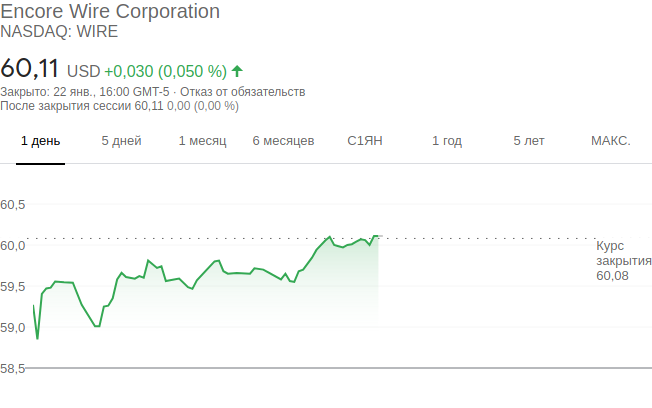 Encore Wire Corporation
NASDAQ: WIRE
60,11 USD +0,030 (0,050 %)
Закрыто: 22 янв., 16:00 GMT-5 · Отказ от обязательств
После закрытия сессии 60,11 0,00 (0,00 %)
1 день 5 дней 1 месяц 6 месяцев С1ЯН 1 год 5 лет МАКС.
60,5
60,0
59,5
59,0
58,5
Курс
закрытия
60,08